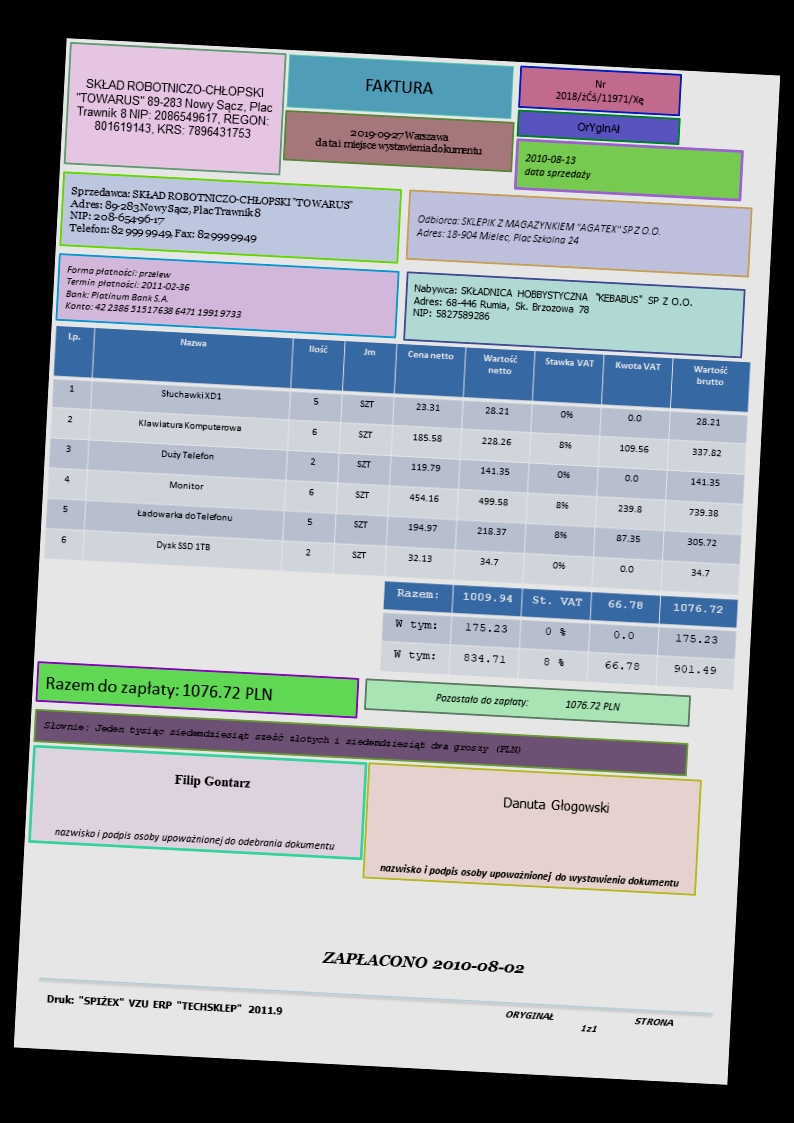 SKŁAD ROBOTNICZO-CHŁOPSKI
"TOWARUS" 89-283 Nowy Sącz, Plac
Trawnik 8 NIP: 2086549617, REGON:
801619143, KRS: 7896431753
FAKTURA
2019-09-27 Warszawa
data i miejsce wystawienia dokumentu
Nr
2018/żĆś/11971/Xę
OrYgInAł
2010-08-13
data sprzedaży
Sprzedawca: SKŁAD ROBOTNICZO-CHŁOPSKI "TOWARUS"
Adres: 89-283 Nowy Sącz, Plac Trawnik 8
NIP: 208-65496-17
Telefon: 82 999 9949, Fax: 829999949
Odbiorca: SKLEPIK Z MAGAZYNKIEM "AGATEX" SP Z O.O.
Adres: 18-904 Mielec, Plac Szkolna 24
Forma płatności: przelew
Termin płatności: 2011-02-36
Bank: Platinum Bank S.A.
Konto: 42 2386 51517638 6471 1991 9733
Nabywca: SKŁADNICA HOBBYSTYCZNA "KEBABUS" SP Z O.O.
Adres: 68-446 Rumia, Sk. Brzozowa 78
NIP: 5827589286
Lp. Nazwa Ilość Jm Cena netto Wartość netto Stawka VAT Kwota VAT Wartość brutto
1 Słuchawki XD1 5 SZT 23.31 28.21 0% 0.0 28.21
2 Klawiatura Komputerowa 6 SZT 185.58 228.26 8% 109.56 337.82
3 Duży Telefon 2 SZT 119.79 141.35 0% 0.0 141.35
4 Monitor 6 SZT 454.16 499.58 8% 239.8 739.38
5 Ładowarka do Telefonu 5 SZT 194.97 218.37 8% 87.35 305.72
6 Dysk SSD 1TB 2 SZT 32.13 34.7 0% 0.0 34.7
Razem: 1009.94 St. VAT 66.78 1076.72
W tym: 175.23 0 % 0.0 175.23
W tym: 834.71 8 % 66.78 901.49
Razem do zapłaty: 1076.72 PLN
Pozostało do zapłaty: 1076.72 PLN
Słownie: Jeden tysiąc siedemdziesiąt sześć złotych i siedemdziesiąt dwa groszy (PLN)
Filip Gontarz
nazwisko i podpis osoby upoważnionej do odebrania dokumentu
Danuta Głogowski
nazwisko i podpis osoby upoważnionej do wystawienia dokumentu
ZAPŁACONO 2010-08-02
Druk: "SPIŻEX" VZU ERP "TECHSKLEP" 2011.9
ORYGINAŁ
STRONA
1z1